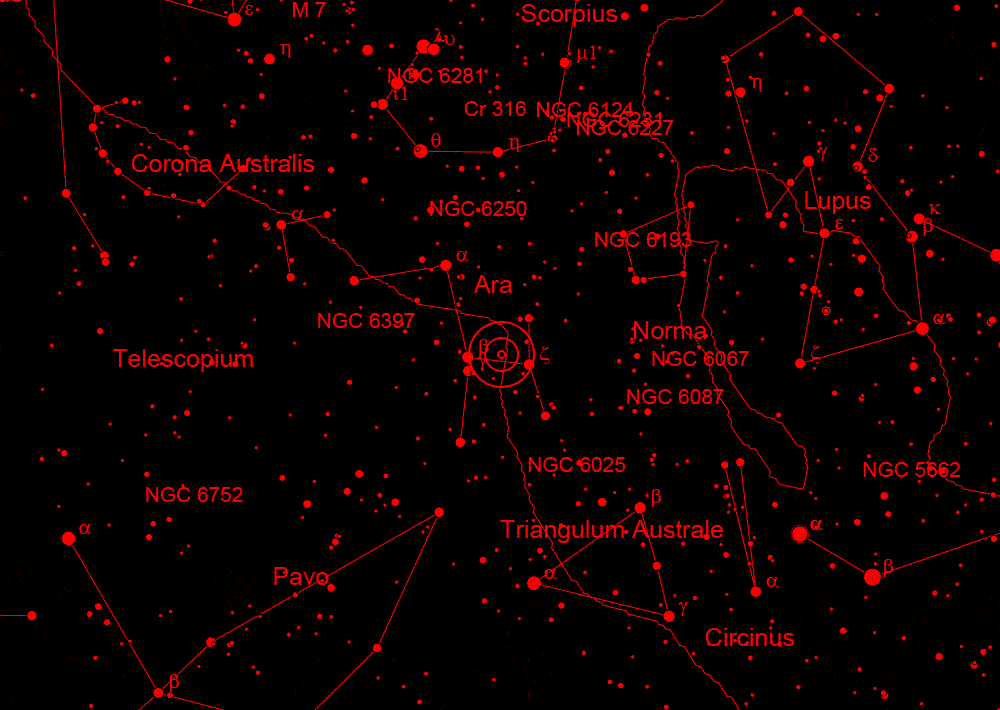 ε
M 7
Scorpius
λυ
η
μ1
NGC 6281
ι1
η
Cr 316
NGC 6124
NGC 6231
NGC 6227
θ
η
γ
δ
Corona Australis
Lupus
κ
α
NGC 6250
β
ε
NGC 6193
α
Ara
NGC 6397
α
Norma
β
ζ
ζ
γ
Telescopium
NGC 6067
NGC 6087
NGC 6025
NGC 5662
NGC 6752
β
α
Triangulum Australe
α
Pavo
α
α
β
γ
Circinus
β